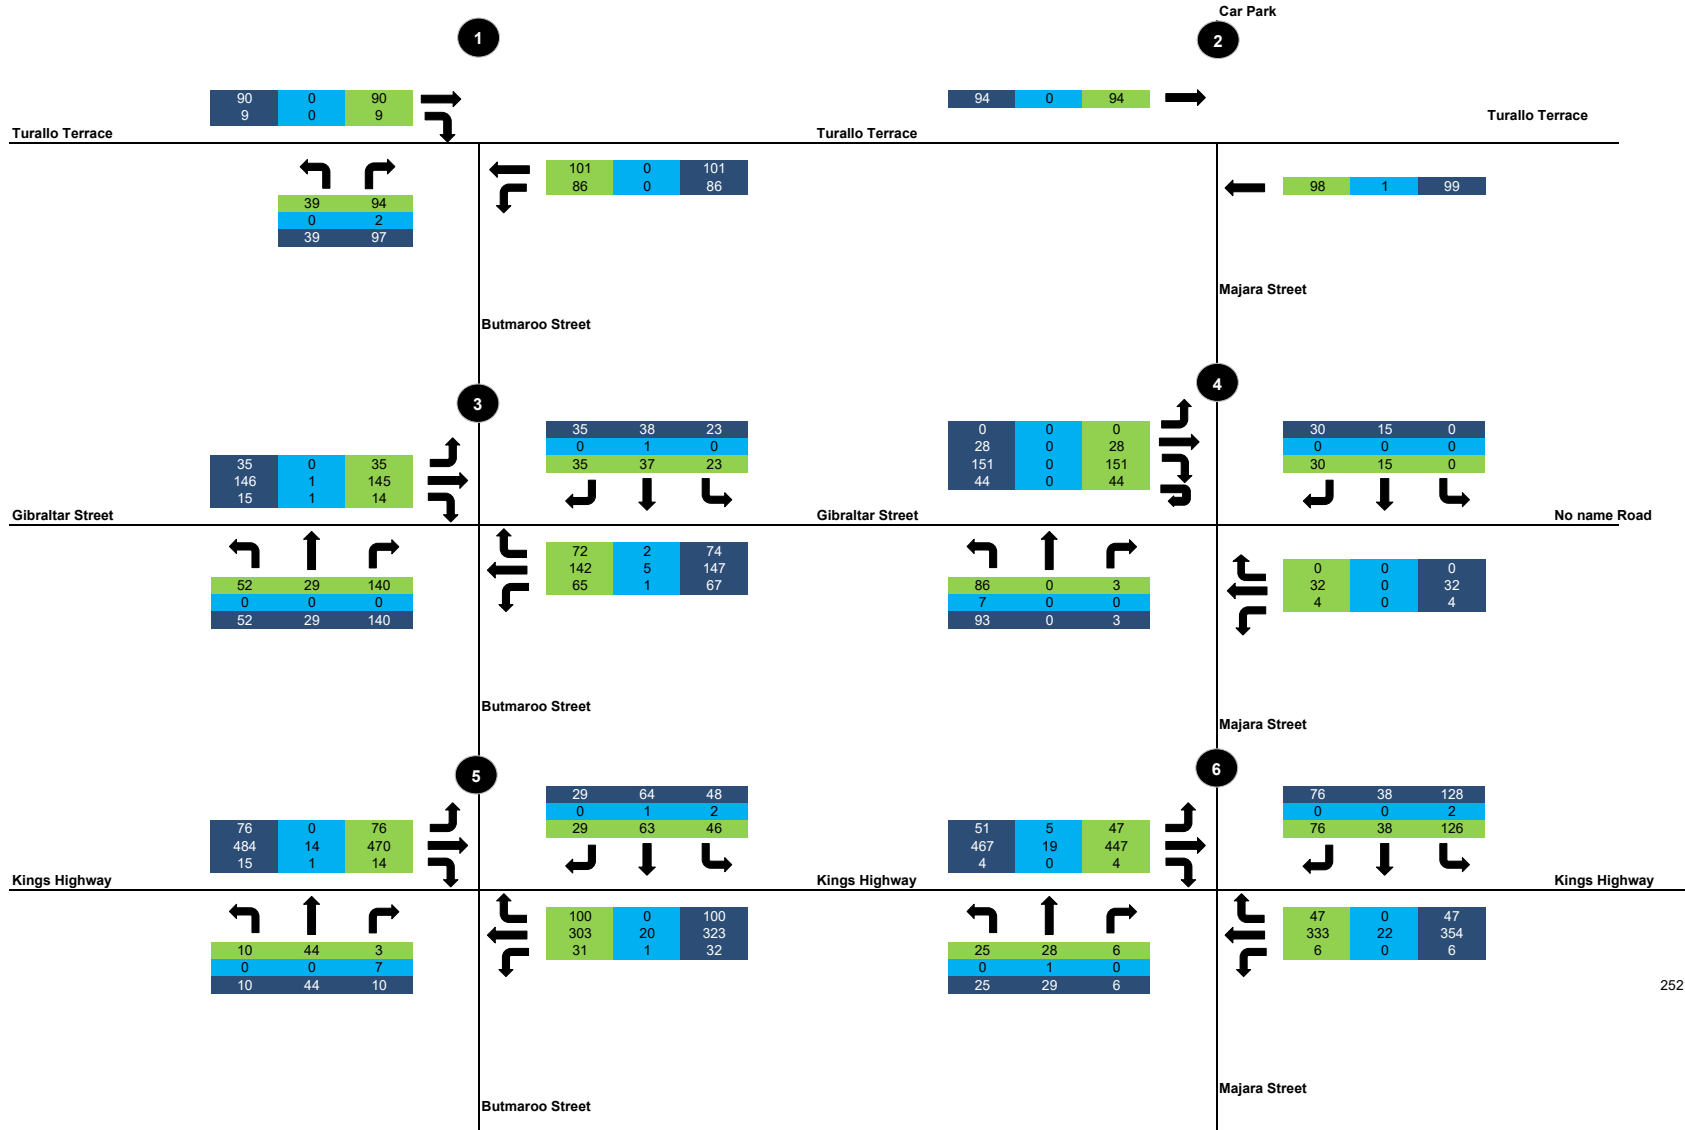 Car Park
1
2
90 0 90
9 0 9
94 0 94
Turallo Terrace
Turallo Terrace
Turallo Terrace
101 0 101
86 0 86
98 1 99
39 94
0 2
39 97
Majara Street
Butmaroo Street
3
4
35 38 23
0 1 0
35 37 23
35 0 35
146 1 145
15 1 14
0 0 0
28 0 28
151 0 151
44 0 44
30 15 0
0 0 0
30 15 0
Gibraltar Street
Gibraltar Street
No name Road
52 29 140
0 0 0
52 29 140
72 2 74
142 5 147
65 1 67
86 0 3
7 0 0
93 0 3
0 0 0
32 0 32
4 0 4
Butmaroo Street
Majara Street
5
6
76 0 76
484 14 470
15 1 14
29 64 48
0 1 2
29 63 46
51 5 47
467 19 447
4 0 4
76 38 128
0 0 2
76 38 126
Kings Highway
Kings Highway
Kings Highway
10 44 3
0 0 7
10 44 10
100 0 100
303 20 323
31 1 32
25 28 6
0 1 0
25 29 6
47 0 47
333 22 354
6 0 6
252
Butmaroo Street
Majara Street